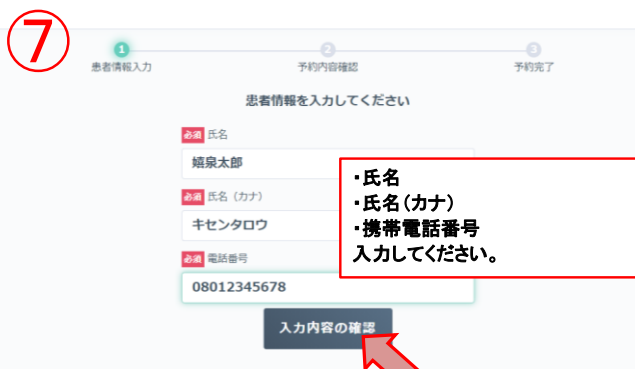 ⑦
1
2
3
患者情報入力
予約内容確認
予約完了
患者情報を入力してください
必須 氏名
嬉泉太郎
必須 氏名（カナ）
キセンタロウ
必須 電話番号
08012345678
・氏名
・氏名(カナ)
・携帯電話番号
入力してください。
入力内容の確認